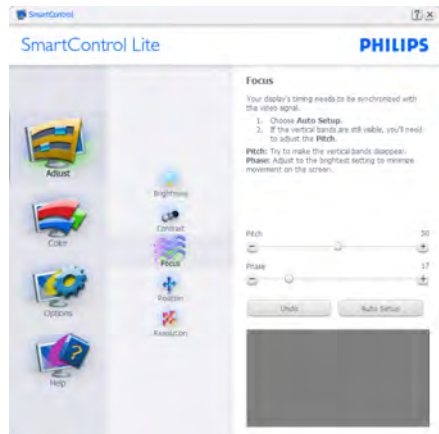 SmartControl
SmartControl Lite
PHILIPS
Adjust
Color
Options
Help
Brightness
Contrast
Focus
Position
Resolution
Focus
Your display's timing needs to be synchronized with
the video signal.
1. Choose Auto Setup.
2. If the vertical bands are still visible, you'll need
to adjust the Pitch.
Pitch: Try to make the vertical bands disappear.
Phase: Adjust to the brightest setting to minimize
movement on the screen.
Pitch 50
Phase 17
Undo Auto Setup